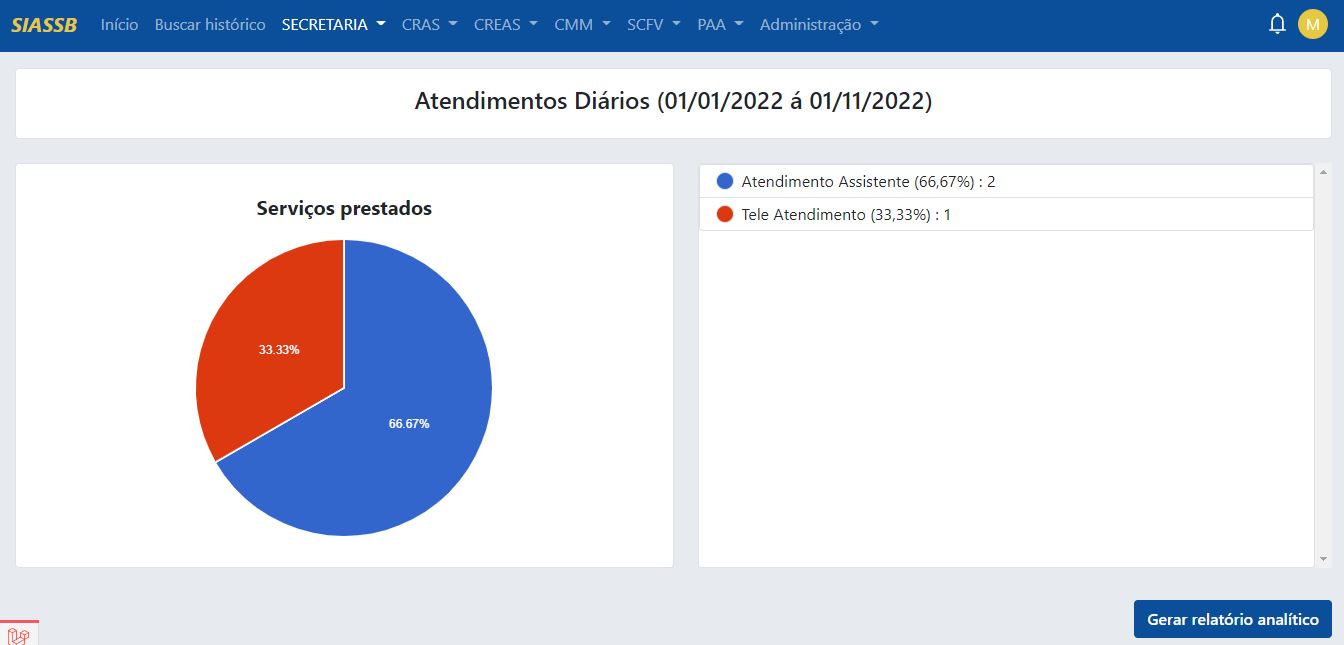 SIASSB Início Buscar histórico SECRETARIA CRAS CREAS CMM SCFV PAA Administração M
Atendimentos Diários (01/01/2022 á 01/11/2022)
Serviços prestados
33.33%
66.67%
Atendimento Assistente (66,67%) : 2
Tele Atendimento (33,33%) : 1
Gerar relatório analítico